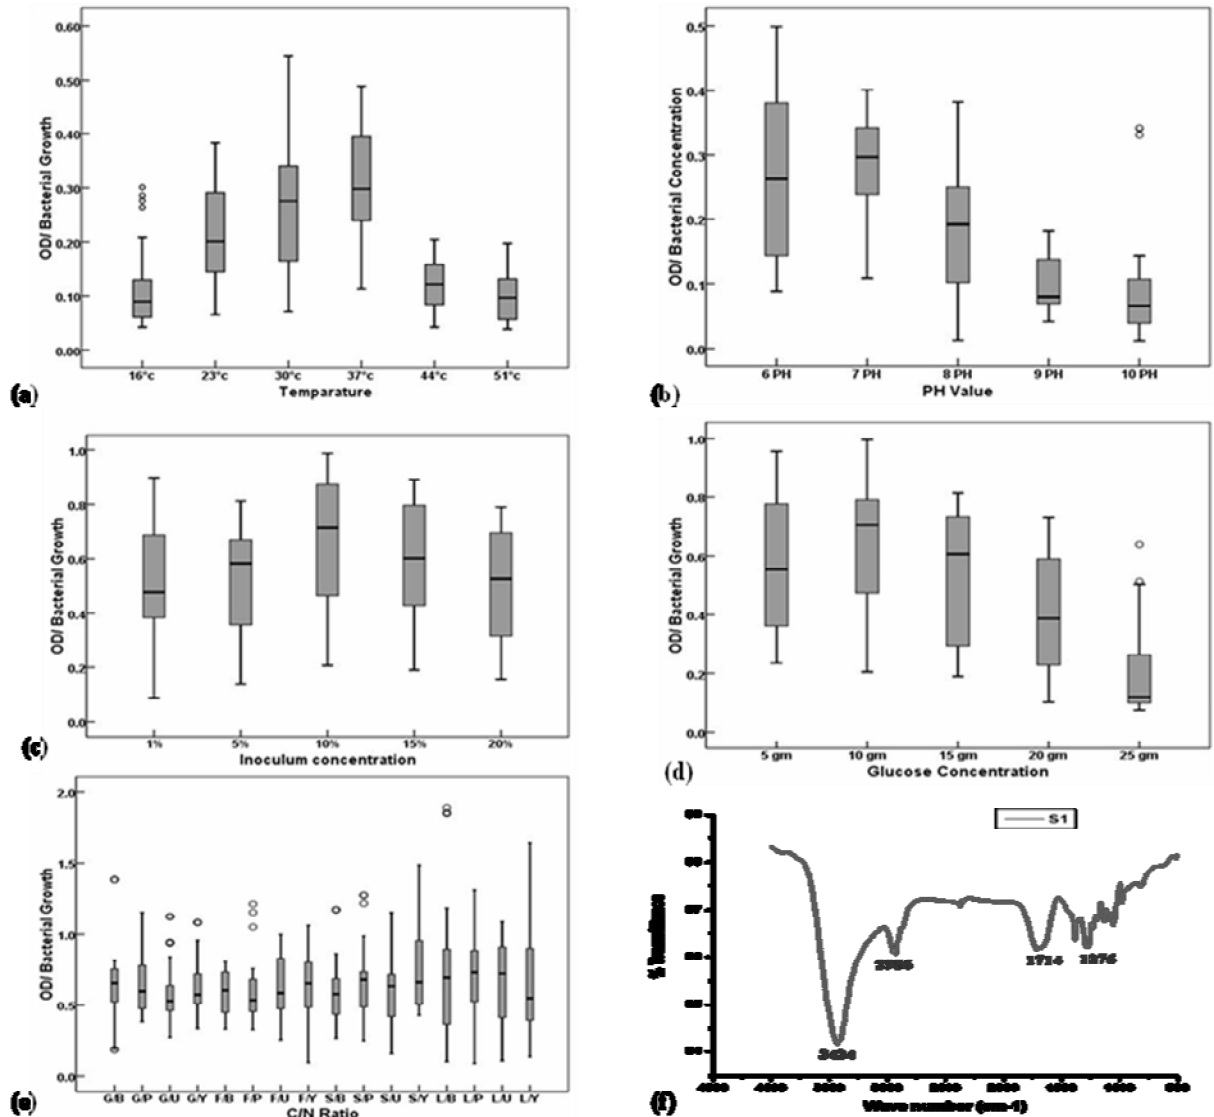 0.60
0.50
0.40
0.30
0.20
0.10
0.00
OD/ Bacterial Growth
16°c 23°c 30°c 37°c 44°c 51°c
Temparature
(a)
0.5
0.4
0.3
0.2
0.1
0.0
OD/ Bacterial Concentration
6 PH 7 PH 8 PH 9 PH 10 PH
PH Value
(b)
1.0
0.8
0.6
0.4
0.2
0.0
OD/ Bacterial Growth
1% 5% 10% 15% 20%
Inoculum concentration
(c)
1.0
0.8
0.6
0.4
0.2
0.0
OD/ Bacterial Growth
5 gm 10 gm 15 gm 20 gm 25 gm
Glucose Concentration
(d)
2.0
1.5
1.0
0.5
0.0
OD/ Bacterial Growth
G/B G/P G/U G/Y F/B F/P F/U F/Y S/B S/P S/U S/Y L/B L/P L/U L/Y
C/N Ratio
(e)
S1
3434
1714
1276
Wave number (cm-1)
(f)